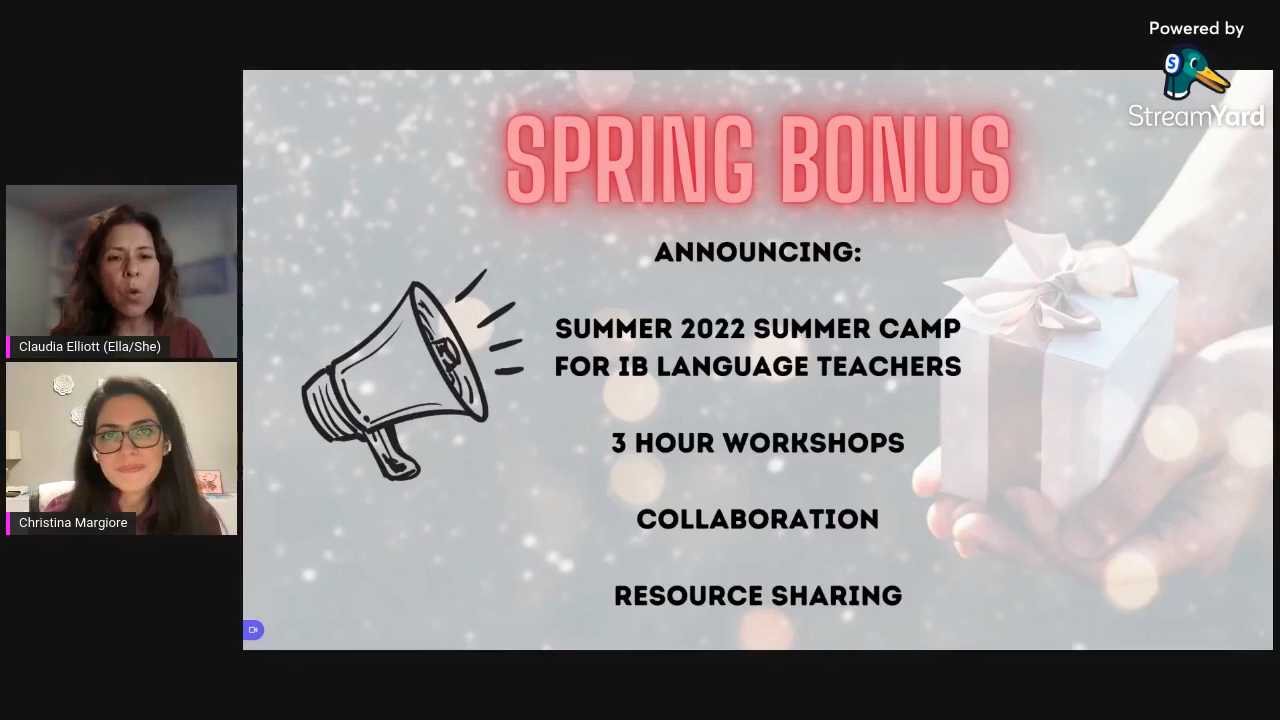 Powered by
S
StreamYard
SPRING BONUS
ANNOUNCING:
SUMMER 2022 SUMMER CAMP
FOR IB LANGUAGE TEACHERS
3 HOUR WORKSHOPS
COLLABORATION
RESOURCE SHARING
Claudia Elliott (Ella/She)
Christina Margiore